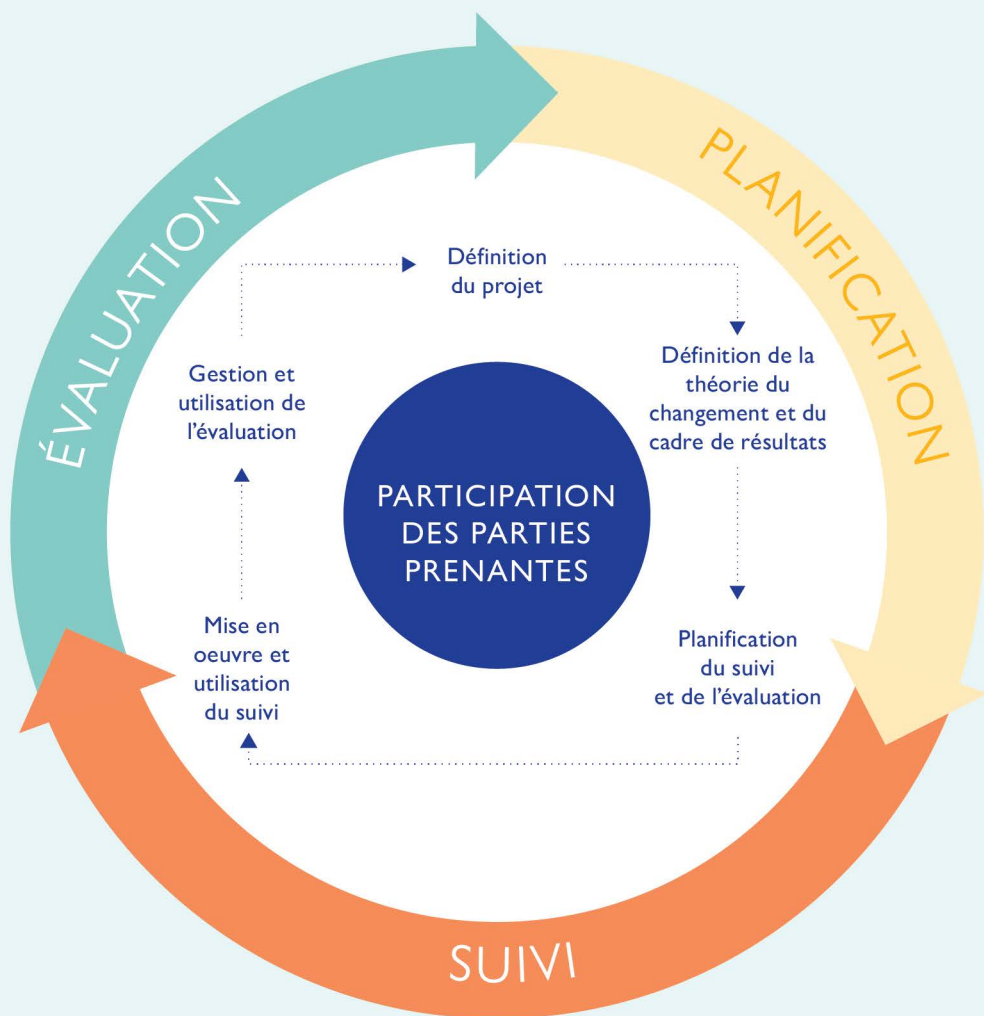 ÉVALUATION
PLANIFICATION
SUIVI
Définition
du projet
Définition de la
théorie du
changement et du
cadre de résultats
Planification
du suivi
et de l'évaluation
Mise en
oeuvre et
utilisation
du suivi
Gestion et
utilisation de
l'évaluation
PARTICIPATION
DES PARTIES
PRENANTES